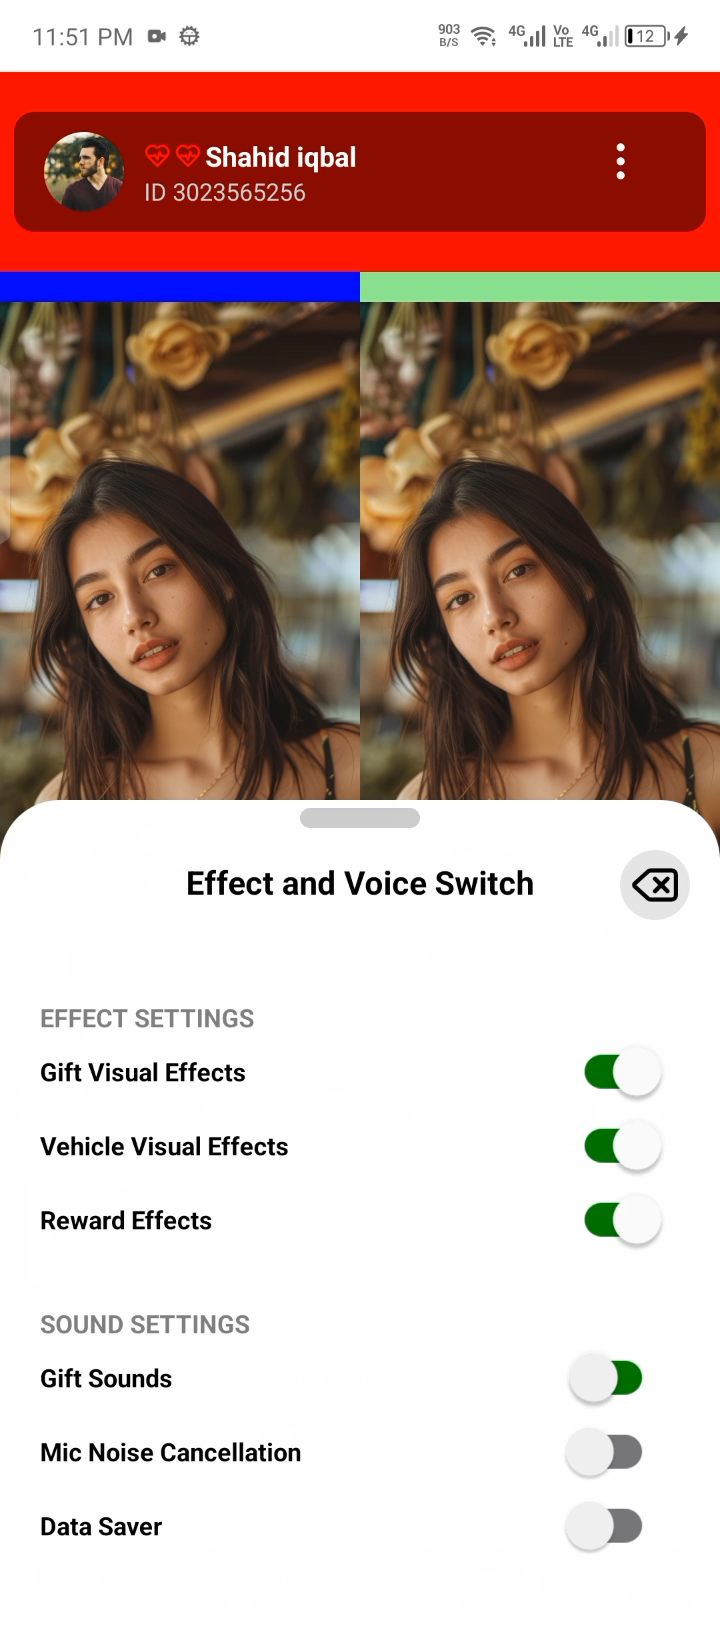 11:51 PM
903 B/S 4G Vo LTE 4G 12
Shahid iqbal
ID 3023565256
Effect and Voice Switch
EFFECT SETTINGS
Gift Visual Effects
Vehicle Visual Effects
Reward Effects
SOUND SETTINGS
Gift Sounds
Mic Noise Cancellation
Data Saver